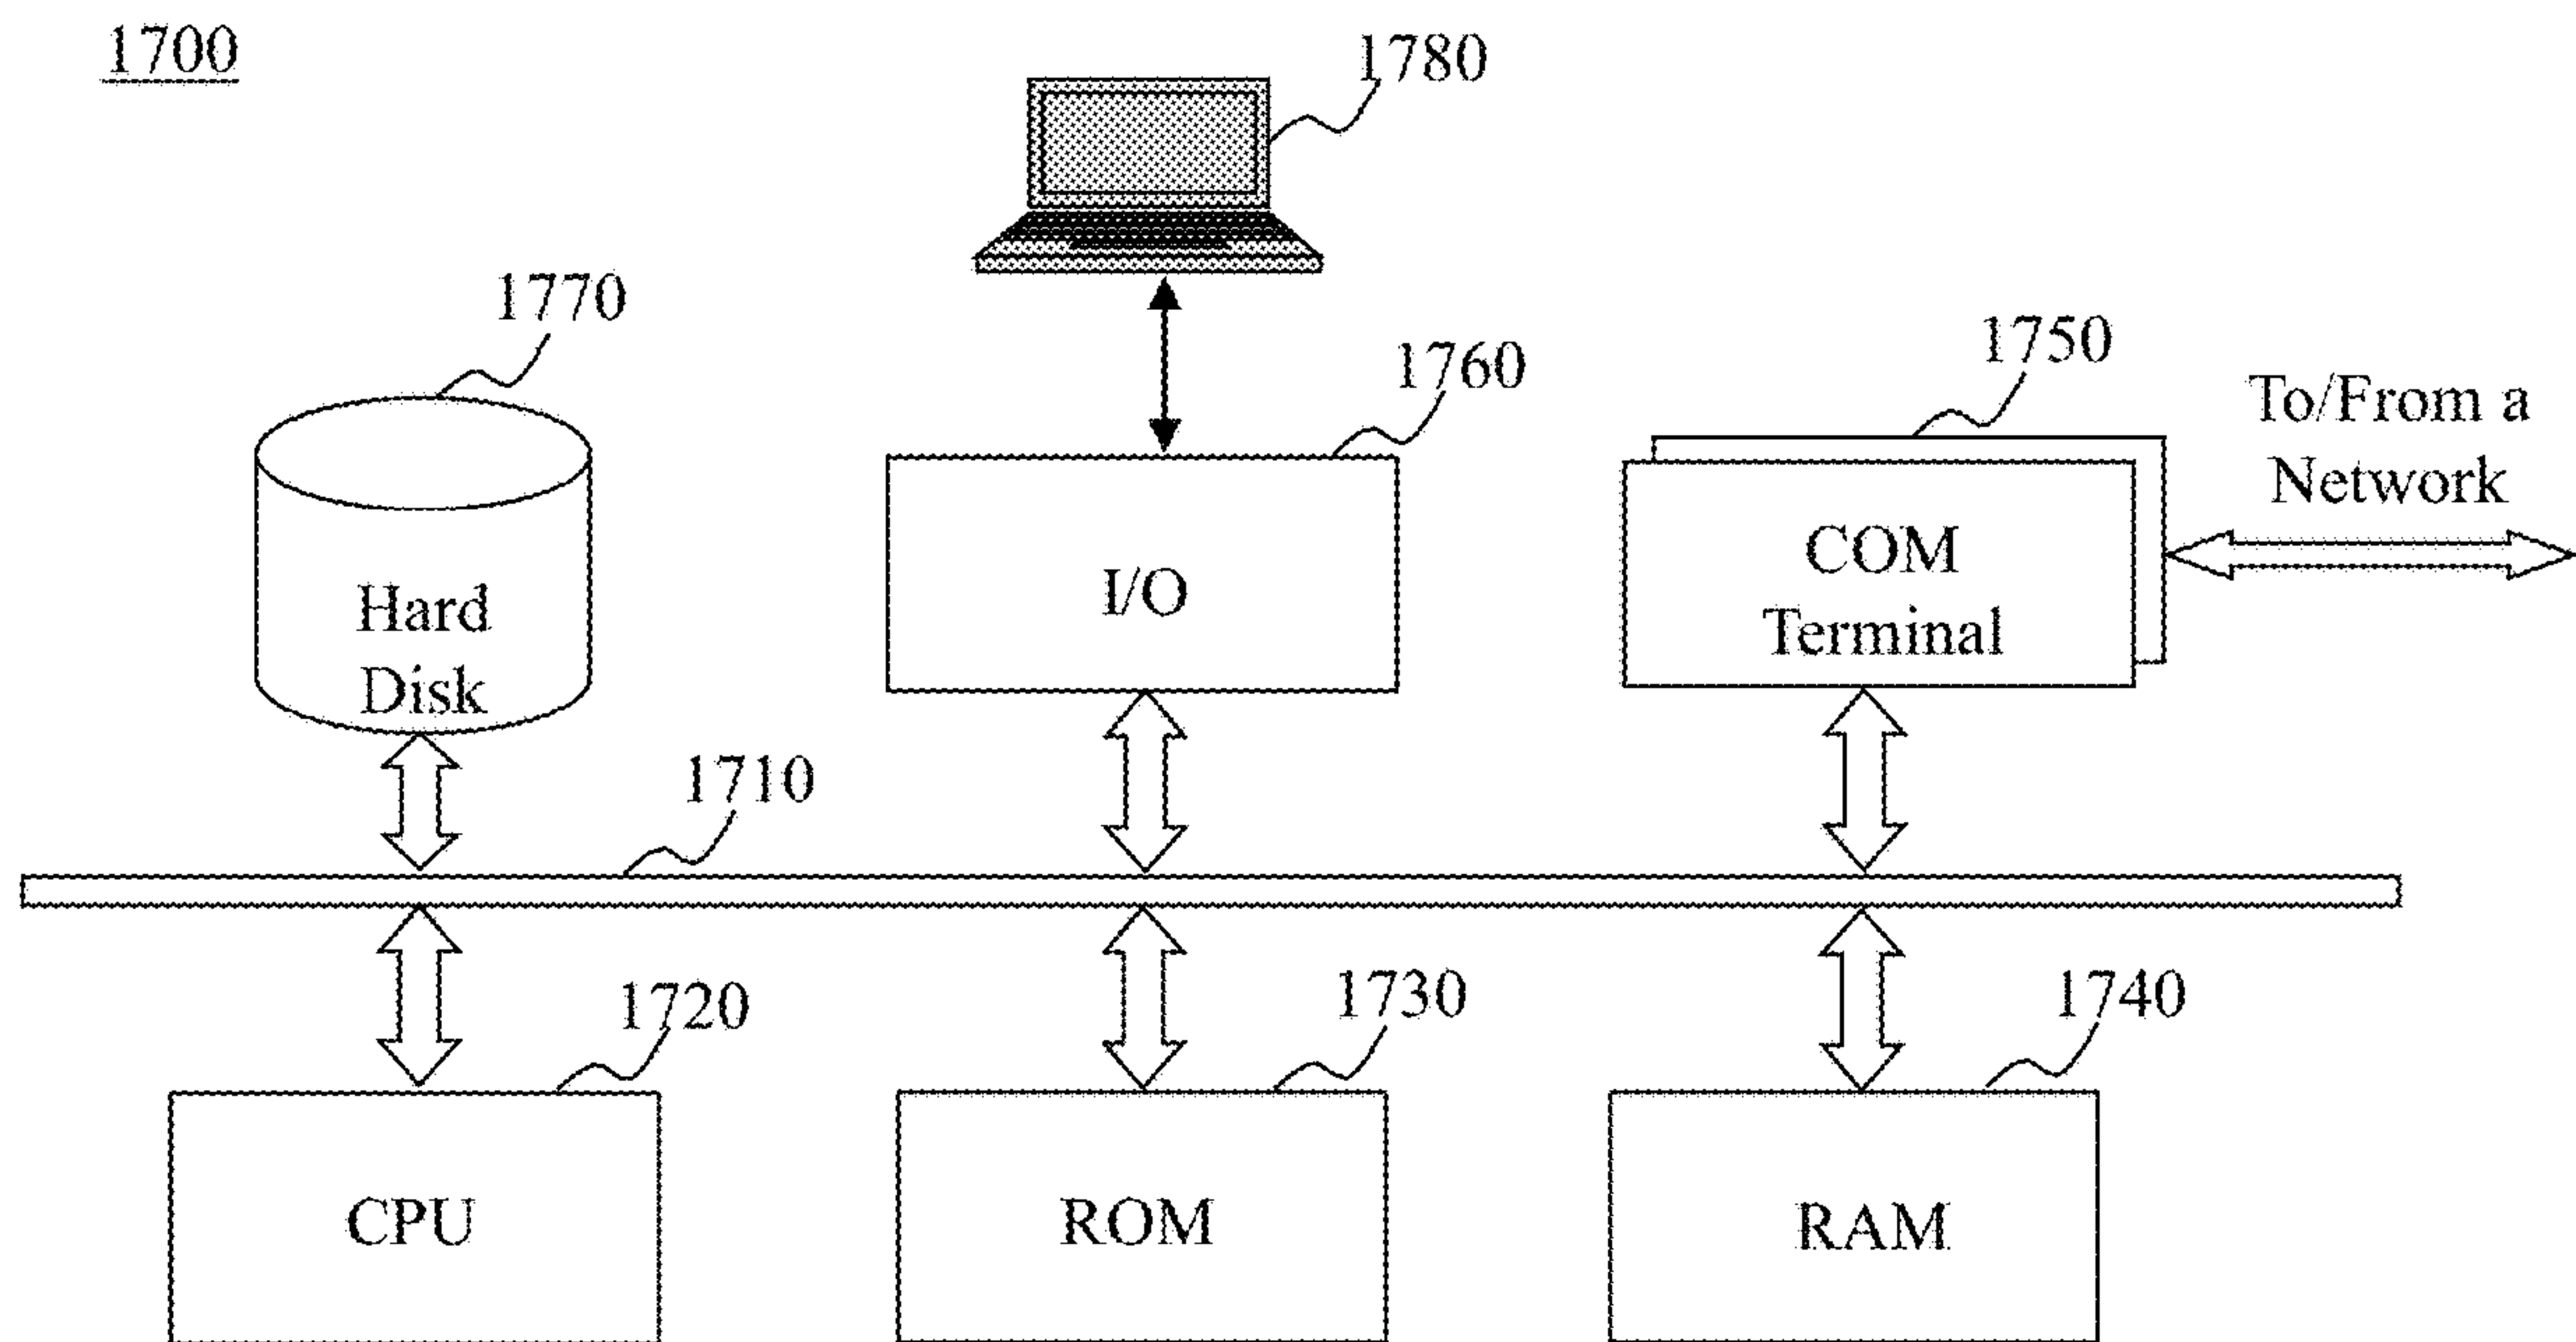 1700
1780
1770
1760
1750
To/From a
Network
Hard
Disk
I/O
COM
Terminal
1710
1720
1730
1740
CPU
ROM
RAM